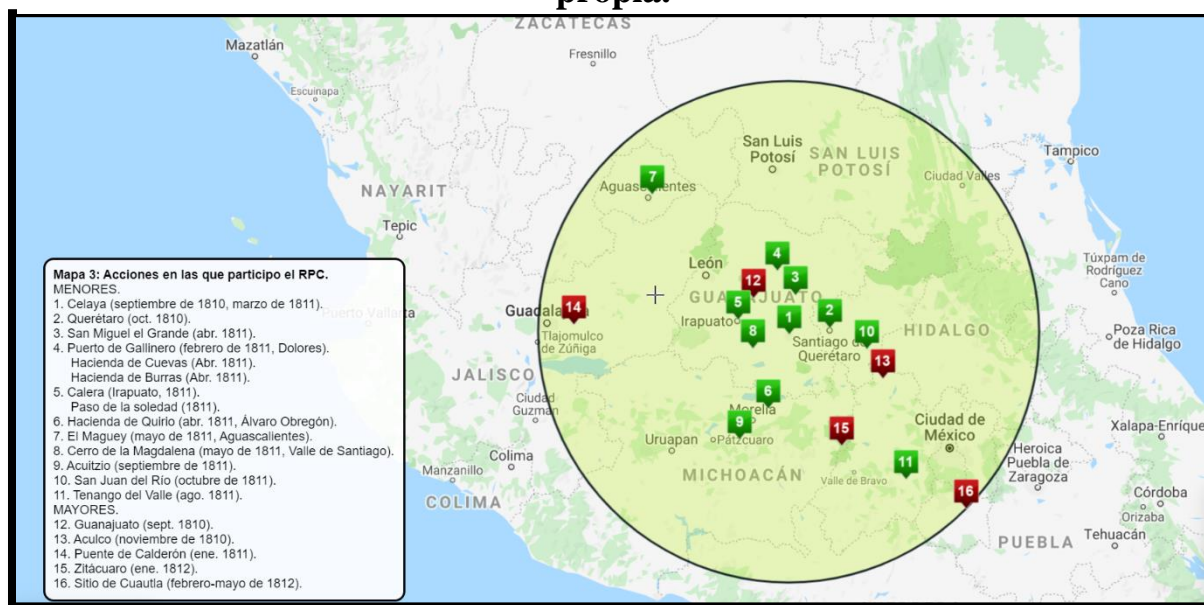 propia.
ZACATECAS
Mazatlán
Fresnillo
Escuinapa
San Luis
Potosí
SAN LUIS
POTOSÍ
Tampico
Ciudad Valles
7
Aguascalientes
NAYARIT
Tepic
4
León
12
3
Túxpam de
Rodríguez
Cano
GUANAJUATO
14
5
1
2
Guadalajara
Irapuato
Puerto Vallarta
Tlajomulco
de Zúñiga
8
Santiago de
Querétaro
10
HIDALGO
Poza Rica
de Hidalgo
13
JALISCO
6
Ciudad
Guzmán
Morelia
9
15
Ciudad de
México
Xalapa-Enríque
Uruapan
Pátzcuaro
Colima
11
Heroica
Puebla de
Zaragoza
Manzanillo
MICHOACÁN
Valle de Bravo
16
Córdoba
COLIMA
Orizaba
PUEBLA
Tehuacán
Mapa 3: Acciones en las que participo el RPC.
MENORES.
1. Celaya (septiembre de 1810, marzo de 1811).
2. Querétaro (oct. 1810).
3. San Miguel el Grande (abr. 1811).
4. Puerto de Gallinero (febrero de 1811, Dolores).
Hacienda de Cuevas (Abr. 1811).
Hacienda de Burras (Abr. 1811).
5. Calera (Irapuato, 1811).
Paso de la soledad (1811).
6. Hacienda de Quirio (abr. 1811, Álvaro Obregón).
7. El Maguey (mayo de 1811, Aguascalientes).
8. Cerro de la Magdalena (mayo de 1811, Valle de Santiago).
9. Acuitzio (septiembre de 1811).
10. San Juan del Río (octubre de 1811).
11. Tenango del Valle (ago. 1811).
MAYORES.
12. Guanajuato (sept. 1810).
13. Aculco (noviembre de 1810).
14. Puente de Calderón (ene. 1811).
15. Zitácuaro (ene. 1812).
16. Sitio de Cuautla (febrero-mayo de 1812).